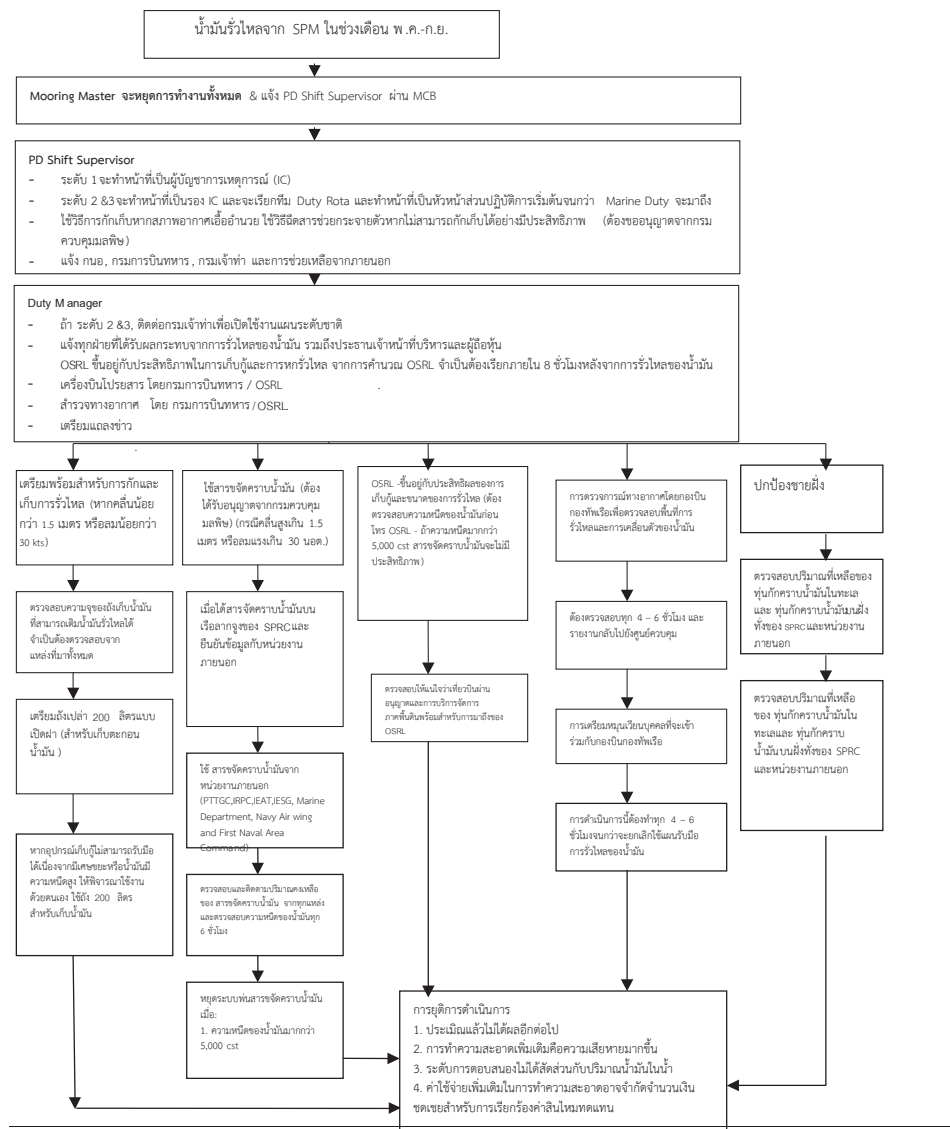 น้ำมันรั่วไหลจาก SPM ในช่วงเดือน พ.ค.-ก.ย.
Mooring Master จะหยุดการทำงานทั้งหมด & แจ้ง PD Shift Supervisor ผ่าน MCB
PD Shift Supervisor
- ระดับ 1 จะทำหน้าที่เป็นผู้บัญชาการเหตุการณ์ (IC)
- ระดับ 2 &3 จะทำหน้าที่เป็นรอง IC และจะเรียกทีม Duty Rota และทำหน้าที่เป็นหัวหน้าส่วนปฏิบัติการเริ่มต้นจนกว่า Marine Duty จะมาถึง
- ใช้วิธีการกักเก็บหากสภาพอากาศเอื้ออำนวย ใช้วิธีฉีดสารช่วยกระจายตัวหากไม่สามารถกักเก็บได้อย่างมีประสิทธิภาพ (ต้องขออนุญาตจากกรม
ควบคุมมลพิษ)
- แจ้ง กนอ, กรมการบินทหาร, กรมเจ้าท่า และการช่วยเหลือจากภายนอก
Duty Manager
- ถ้า ระดับ 2 &3, ติดต่อกรมเจ้าท่าเพื่อเปิดใช้งานแผนระดับชาติ
- แจ้งทุกฝ่ายที่ได้รับผลกระทบจากการรั่วไหลของน้ำมัน รวมถึงประธานเจ้าหน้าที่บริหารและผู้ถือหุ้น
OSRL ขึ้นอยู่กับประสิทธิภาพในการเก็บกู้และการหกรั่วไหล จากการคำนวณ OSRL จำเป็นต้องเรียกภายใน 8 ชั่วโมงหลังจากการรั่วไหลของน้ำมัน
- เครื่องบินโปรยสาร โดยกรมการบินทหาร / OSRL .
- สำรวจทางอากาศ โดย กรมการบินทหาร/OSRL
- เตรียมแถลงข่าว
เตรียมพร้อมสำหรับการกักและ
เก็บการรั่วไหล (หากคลื่นน้อย
กว่า 1.5 เมตร หรือลมน้อยกว่า
30 kts)
ตรวจสอบความจุของถังเก็บน้ำมัน
ที่สามารถเติมน้ำมันรั่วไหลได้
จำเป็นต้องตรวจสอบจาก
แหล่งที่มาทั้งหมด
เตรียมถังเปล่า 200 ลิตรแบบ
เปิดฝา (สำหรับเก็บตะกอน
น้ำมัน )
หากอุปกรณ์เก็บกู้ไม่สามารถรับมือ
ได้เนื่องจากมีเศษขยะหรือน้ำมันมี
ความหนืดสูง ให้พิจารณาใช้งาน
ด้วยตนเอง ใช้ถัง 200 ลิตร
สำหรับเก็บน้ำมัน
ใช้สารขจัดคราบน้ำมัน (ต้อง
ได้รับอนุญาตจากกรมควบคุม
มลพิษ) (กรณีคลื่นสูงเกิน 1.5
เมตร หรือลมแรงเกิน 30 นอต.)
เมื่อได้สารขจัดคราบน้ำมันบน
เรือลากจูงของ SPRCและ
ยืนยันข้อมูลกับหน่วยงาน
ภายนอก
ใช้ สารขจัดคราบน้ำมันจาก
หน่วยงานภายนอก
(PTTGC,IRPC,IEAT,IESG, Marine
Department, Navy Air wing
and First Naval Area
Command)
ตรวจสอบและติดตามปริมาณคงเหลือ
ของ สารขจัดคราบน้ำมัน จากทุกแหล่ง
และตรวจสอบความหนืดของน้ำมันทุก
6 ชั่วโมง
หยุดระบบพ่นสารขจัดคราบน้ำมัน
เมื่อ:
1. ความหนืดของน้ำมันมากกว่า
5,000 cst
OSRL -ขึ้นอยู่กับประสิทธิผลของการ
เก็บกู้และขนาดของการรั่วไหล (ต้อง
ตรวจสอบความหนืดของน้ำมันก่อน
โทร OSRL - ถ้าความหนืดมากกว่า
5,000 cst สารขจัดคราบน้ำมันจะไม่มี
ประสิทธิภาพ)
ตรวจสอบให้แน่ใจว่าเที่ยวบินผ่าน
อนุญาตและการบริการจัดการ
ภาคพื้นดินพร้อมสำหรับการมาถึงของ
OSRL
การตรวจการณ์ทางอากาศโดยกองบิน
กองทัพเรือเพื่อตรวจสอบพื้นที่การ
รั่วไหลและการเคลื่อนตัวของน้ำมัน
ต้องตรวจสอบทุก 4 – 6 ชั่วโมง และ
รายงานกลับไปยังศูนย์ควบคุม
การเตรียมหมุนเวียนบุคคลที่จะเข้า
ร่วมกับกองบินกองทัพเรือ
การดำเนินการนี้ต้องทำทุก 4 – 6
ชั่วโมงจนกว่าจะยกเลิกใช้แผนรับมือ
การรั่วไหลของน้ำมัน
ปกป้องชายฝั่ง
ตรวจสอบปริมาณที่เหลือของ
ทุ่นกักคราบน้ำมันในทะเล
และ ทุ่นกักคราบน้ำมันบนฝั่ง
ทั่งของ SPRCและหน่วยงาน
ภายนอก
ตรวจสอบปริมาณที่เหลือ
ของ ทุ่นกักคราบน้ำมันใน
ทะเลและ ทุ่นกักคราบ
น้ำมันบนฝั่งทั่งของ SPRC
และหน่วยงานภายนอก
การยุติการดำเนินการ
1. ประเมิณแล้วไม่ได้ผลอีกต่อไป
2. การทำความสะอาดเพิ่มเติมคือความเสียหายมากขึ้น
3. ระดับการตอบสนองไม่ได้สัดส่วนกับปริมาณน้ำมันในน้ำ
4. ค่าใช้จ่ายเพิ่มเติมในการทำความสะอาดอาจจำกัดจำนวนเงิน
ชดเชยสำหรับการเรียกร้องค่าสินไหมทดแทน